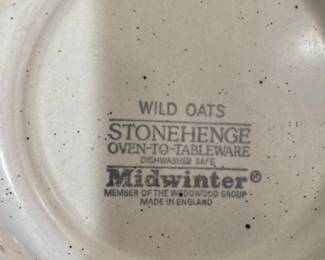 WILD OATS
STONEHENGE
OVEN-TO-TABLEWARE
DISHWASHER SAFE
Midwinter®
MEMBER OF THE WEDGWOOD GROUP
MADE IN ENGLAND